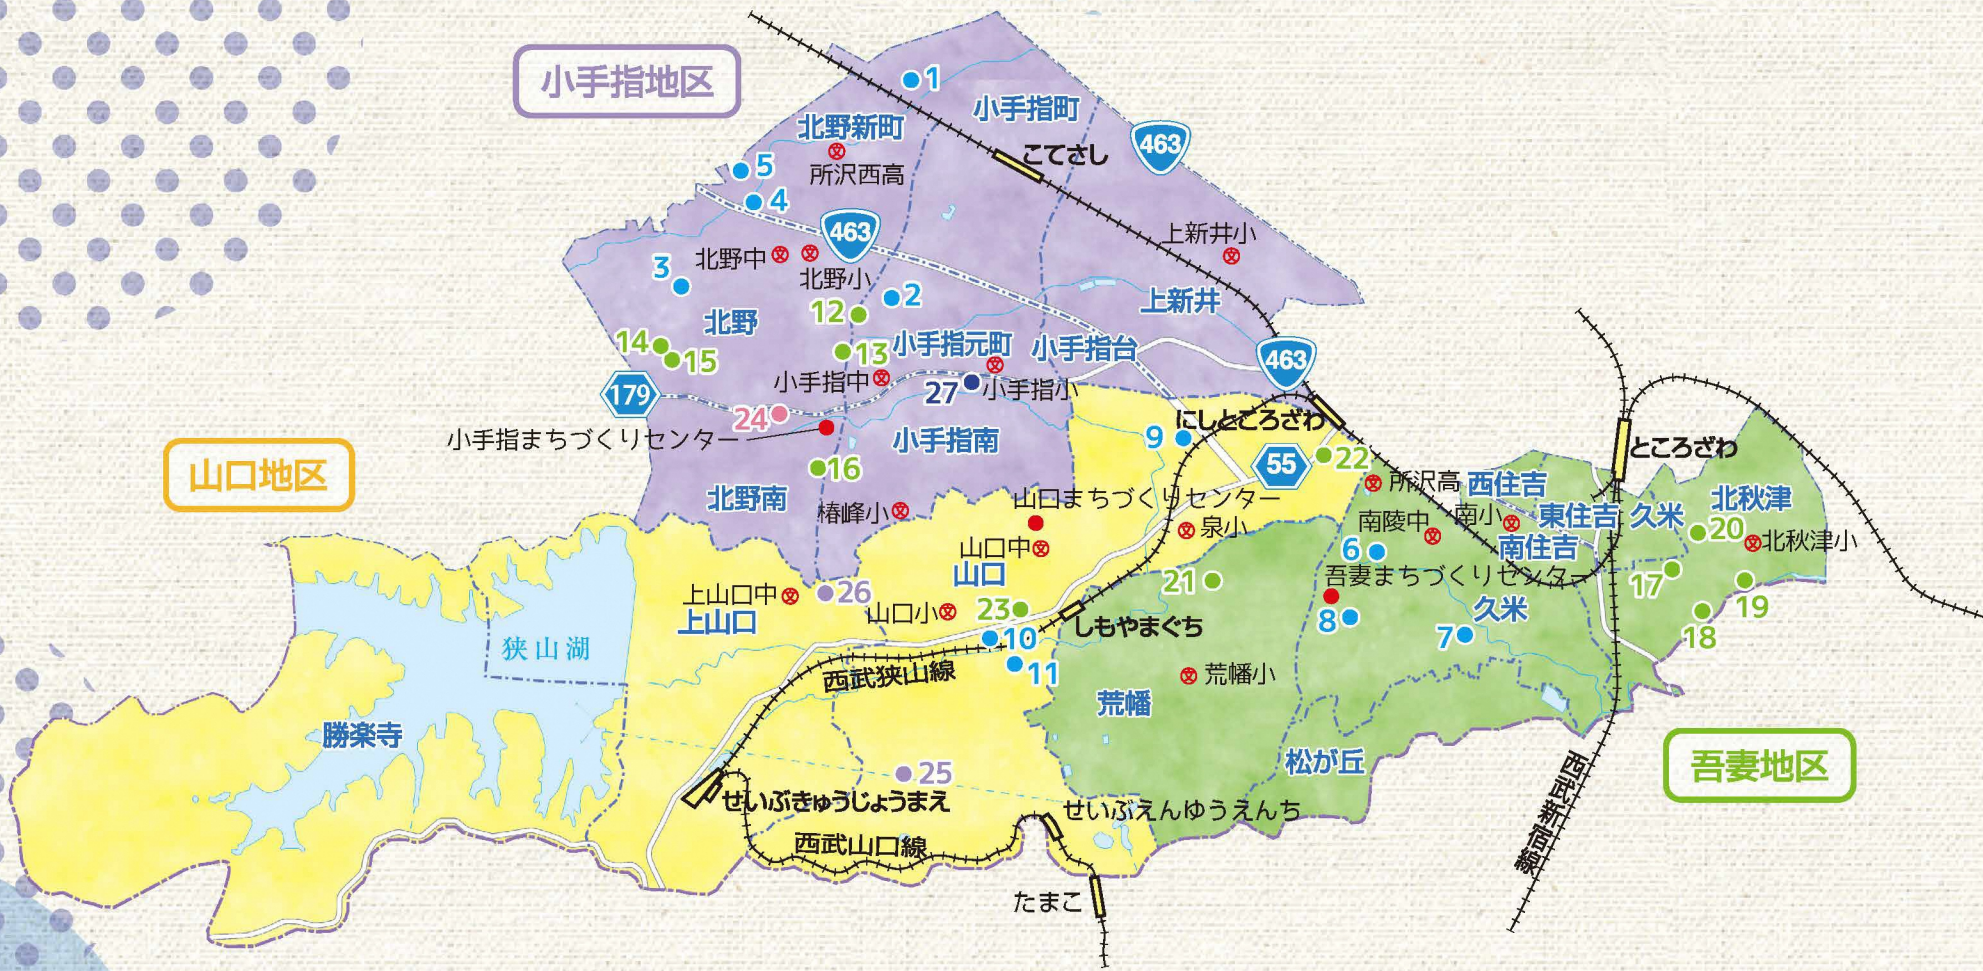 小手指地区
1
小手指町
北野新町
463
こてさし
所沢西高
5
4
463
上新井小
北野中
北野小
3
2
上新井
12
北野
14
15
13
小手指元町
小手指台
463
179
小手指中
27
小手指小
24
小手指まちづくりセンター
小手指南
にしところざわ
9
55
22
ところざわ
山口地区
16
北野南
椿峰小
山口まちづくりセンター
泉小
所沢高
西住吉
北秋津
南陵中
南小
東住吉
久米
20
北秋津小
山口中
山口
6
南住吉
吾妻まちづくりセンター
21
17
19
18
上山口中
26
上山口
山口小
23
10
11
しもやまぐち
8
7
久米
狭山湖
西武狭山線
荒幡小
荒幡
勝楽寺
松が丘
吾妻地区
25
せいぶきゅうじょうまえ
せいぶえんゆうえんち
西武山口線
西武新宿線
たまこ